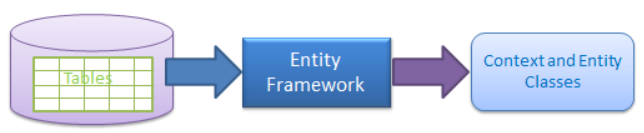 Tables
Entity
Framework
Context and Entity
Classes